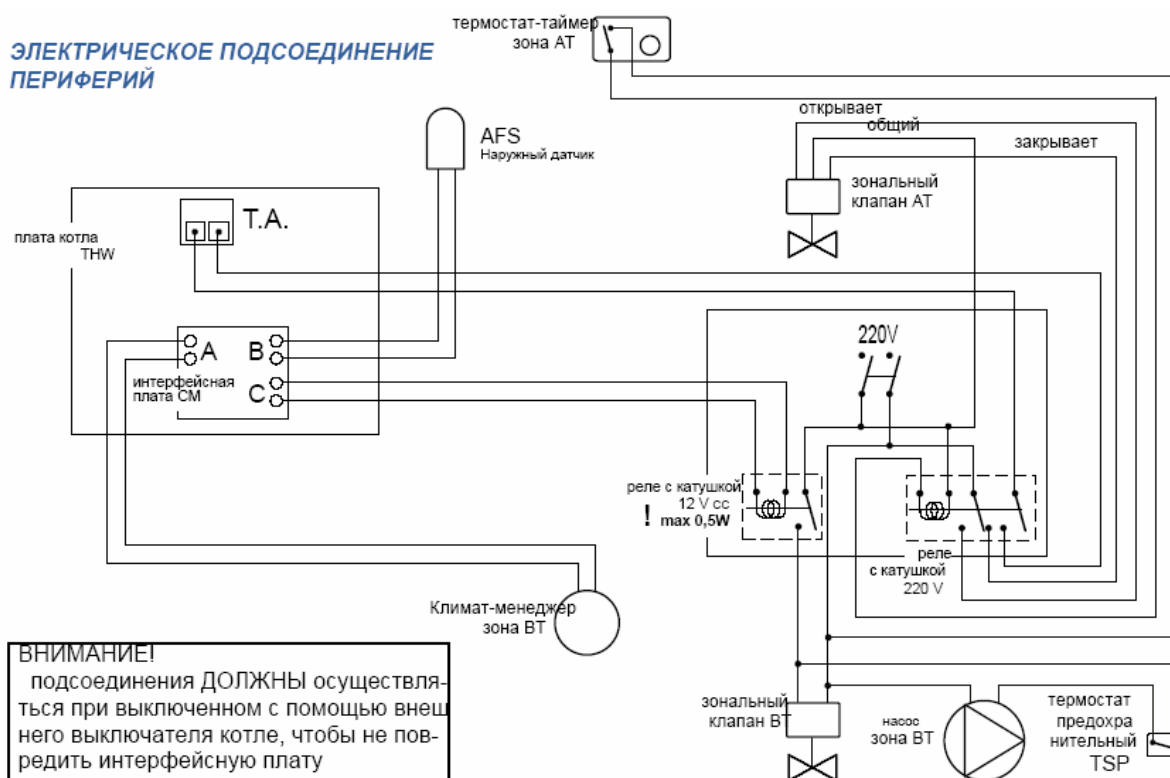 ЭЛЕКТРИЧЕСКОЕ ПОДСОЕДИНЕНИЕ
ПЕРИФЕРИЙ
термостат-таймер
зона АТ
AFS
Наружный датчик
открывает
общий
закрывает
зональный
клапан АТ
T.A.
плата котла
THW
A
B
C
интерфейсная
плата СМ
220V
реле с катушкой
12 V cc
! max 0,5W
реле
с катушкой
220 V
Климат-менеджер
зона ВТ
ВНИМАНИЕ!
подсоединения ДОЛЖНЫ осуществля-
ться при выключенном с помощью внеш
него выключателя котле, чтобы не пов-
редить интерфейсную плату
зональный
клапан ВТ
насос
зона ВТ
термостат
предохра
нительный
TSP